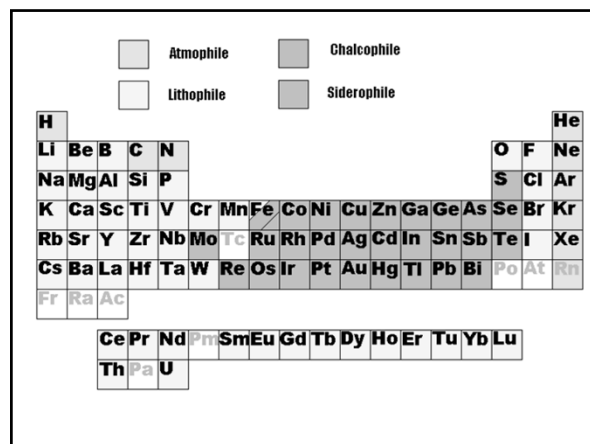 Atmophile Chalcophile
Lithophile Siderophile
H He
Li Be B C N O F Ne
Na Mg Al Si P S Cl Ar
K Ca Sc Ti V Cr Mn Fe Co Ni Cu Zn Ga Ge As Se Br Kr
Rb Sr Y Zr Nb Mo Tc Ru Rh Pd Ag Cd In Sn Sb Te I Xe
Cs Ba La Hf Ta W Re Os Ir Pt Au Hg Tl Pb Bi Po At Rn
Fr Ra Ac
Ce Pr Nd Pm Sm Eu Gd Tb Dy Ho Er Tu Yb Lu
Th Pa U